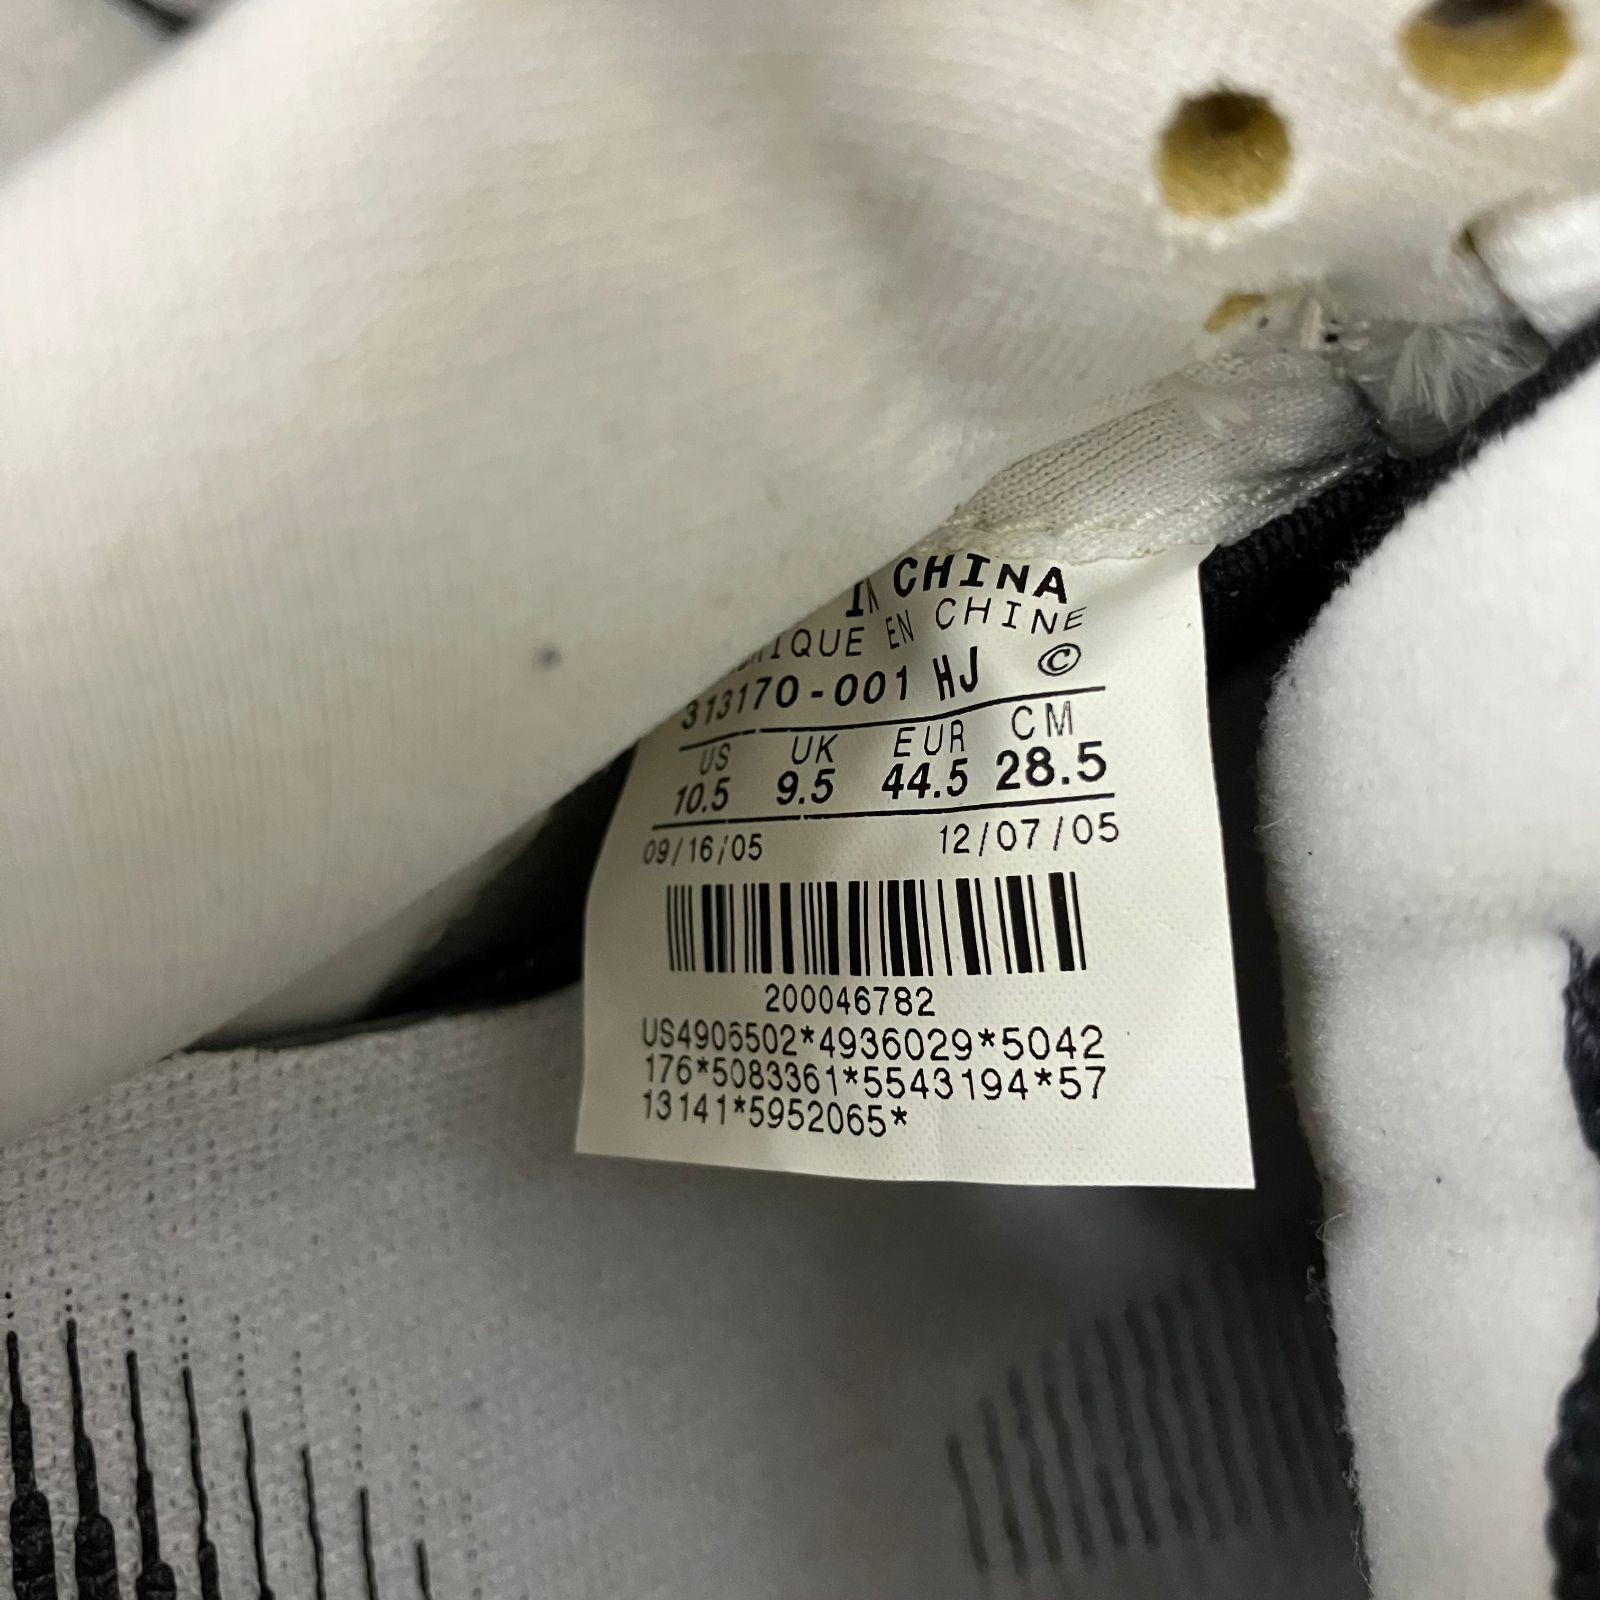 IN CHINA
EN CHINE
313170-001 HJ ©
US UK EUR CM
10.5 9.5 44.5 28.5
09/16/05 12/07/05
200046782
US4906502*4936029*5042
176*5083361*5543194*57
13141*5952065*